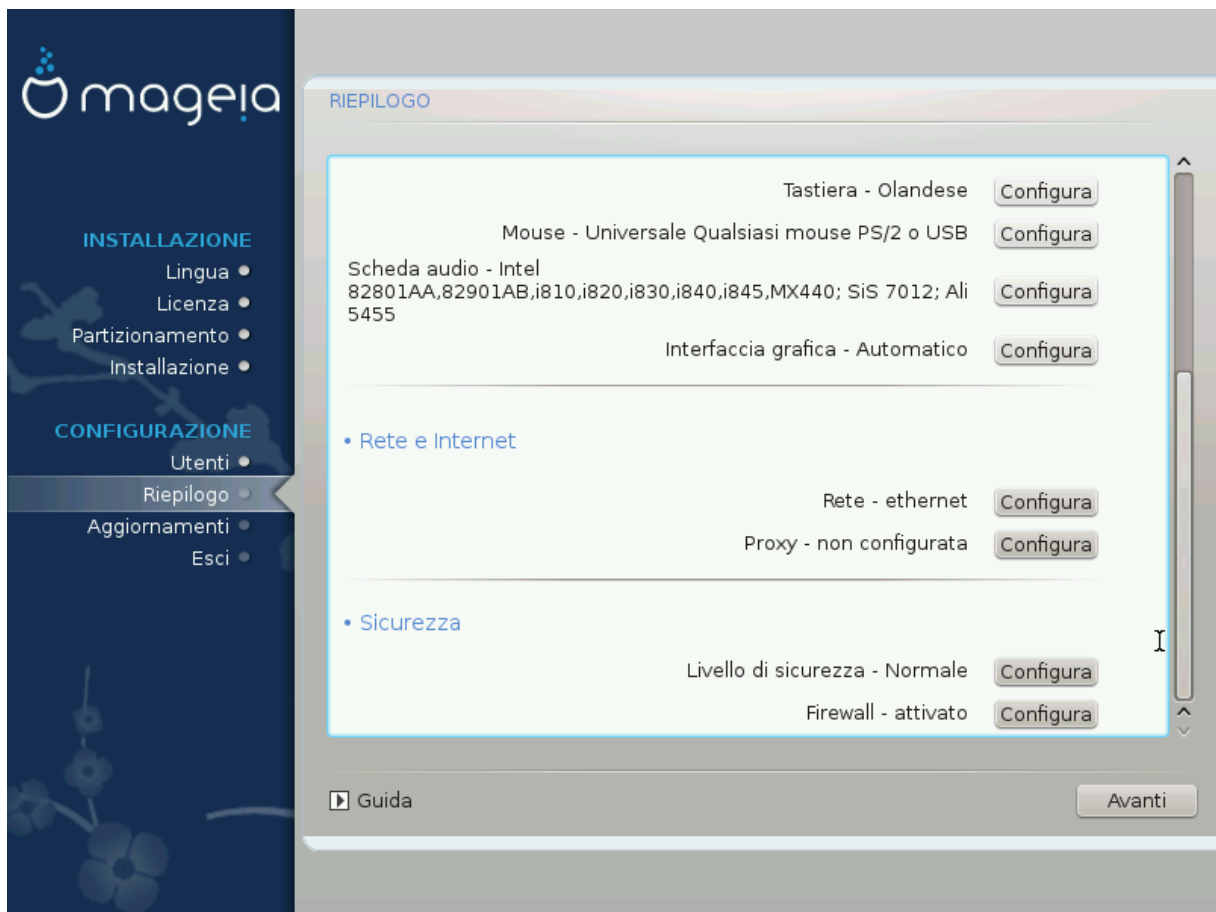 mageia
INSTALLAZIONE
Lingua
Licenza
Partizionamento
Installazione
CONFIGURAZIONE
Utenti
Riepilogo
Aggiornamenti
Esci
RIEPILOGO
Tastiera - Olandese Configura
Mouse - Universale Qualsiasi mouse PS/2 o USB Configura
Scheda audio - Intel
82801AA,82901AB,i810,i820,i830,i840,i845,MX440; SiS 7012; Ali Configura
5455
Interfaccia grafica - Automatico Configura
• Rete e Internet
Rete - ethernet Configura
Proxy - non configurata Configura
• Sicurezza
Livello di sicurezza - Normale Configura
Firewall - attivato Configura
Guida Avanti